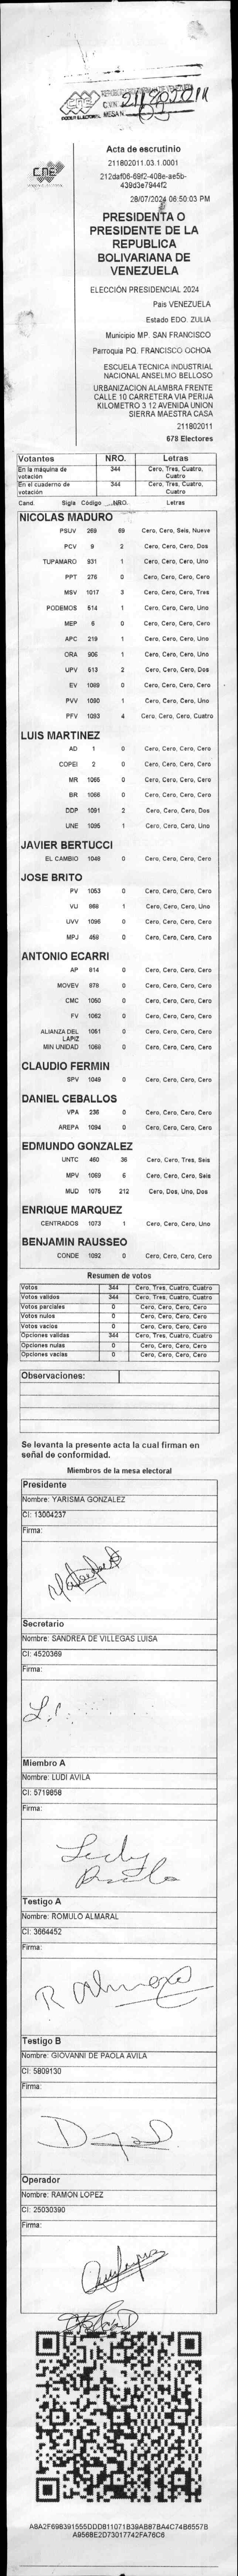 CNE
PODER ELECTORAL
C.V.N. 211802011
MESA N. 03
CNE
Acta de escrutinio
211802011.03.1.0001
212daf06-69f2-408e-ae5b-
439d3e7944f2
28/07/2024 06:50:03 PM
PRESIDENTA O
PRESIDENTE DE LA
REPUBLICA
BOLIVARIANA DE
VENEZUELA
ELECCIÓN PRESIDENCIAL 2024
País VENEZUELA
Estado EDO. ZULIA
Municipio MP. SAN FRANCISCO
Parroquia PQ. FRANCISCO OCHOA
ESCUELA TECNICA INDUSTRIAL
NACIONAL ANSELMO BELLOSO
URBANIZACION ALAMBRA FRENTE
CALLE 10 CARRETERA VIA PERIJA
KILOMETRO 3 12 AVENIDA UNION
SIERRA MAESTRA CASA
211802011
678 Electores
Votantes NRO. Letras
En la máquina de votación 344 Cero, Tres, Cuatro, Cuatro
En el cuaderno de votación 344 Cero, Tres, Cuatro, Cuatro
Cand. Sigla Código NRO. Letras
NICOLAS MADURO
PSUV 269 69 Cero, Cero, Seis, Nueve
PCV 9 2 Cero, Cero, Cero, Dos
TUPAMARO 931 1 Cero, Cero, Cero, Uno
PPT 276 0 Cero, Cero, Cero, Cero
MSV 1017 3 Cero, Cero, Cero, Tres
PODEMOS 514 1 Cero, Cero, Cero, Uno
MEP 6 0 Cero, Cero, Cero, Cero
APC 219 1 Cero, Cero, Cero, Uno
ORA 906 1 Cero, Cero, Cero, Uno
UPV 513 2 Cero, Cero, Cero, Dos
EV 1089 0 Cero, Cero, Cero, Cero
PVV 1090 1 Cero, Cero, Cero, Uno
PFV 1093 4 Cero, Cero, Cero, Cuatro
LUIS MARTINEZ
AD 1 0 Cero, Cero, Cero, Cero
COPEI 2 0 Cero, Cero, Cero, Cero
MR 1065 0 Cero, Cero, Cero, Cero
BR 1066 0 Cero, Cero, Cero, Cero
DDP 1091 2 Cero, Cero, Cero, Dos
UNE 1095 1 Cero, Cero, Cero, Uno
JAVIER BERTUCCI
EL CAMBIO 1048 0 Cero, Cero, Cero, Cero
JOSE BRITO
PV 1053 0 Cero, Cero, Cero, Cero
VU 868 1 Cero, Cero, Cero, Uno
UVV 1096 0 Cero, Cero, Cero, Cero
MPJ 459 0 Cero, Cero, Cero, Cero
ANTONIO ECARRI
AP 914 0 Cero, Cero, Cero, Cero
MOVEV 978 0 Cero, Cero, Cero, Cero
CMC 1050 0 Cero, Cero, Cero, Cero
FV 1062 0 Cero, Cero, Cero, Cero
ALIANZA DEL LAPIZ 1051 0 Cero, Cero, Cero, Cero
MIN UNIDAD 1068 0 Cero, Cero, Cero, Cero
CLAUDIO FERMIN
SPV 1049 0 Cero, Cero, Cero, Cero
DANIEL CEBALLOS
VPA 236 0 Cero, Cero, Cero, Cero
AREPA 1094 0 Cero, Cero, Cero, Cero
EDMUNDO GONZALEZ
UNTC 460 36 Cero, Cero, Tres, Seis
MPV 1069 6 Cero, Cero, Cero, Seis
MUD 1075 212 Cero, Dos, Uno, Dos
ENRIQUE MARQUEZ
CENTRADOS 1073 1 Cero, Cero, Cero, Uno
BENJAMIN RAUSSEO
CONDE 1092 0 Cero, Cero, Cero, Cero
Resumen de votos
Votos 344 Cero, Tres, Cuatro, Cuatro
Votos validos 344 Cero, Tres, Cuatro, Cuatro
Votos parciales 0 Cero, Cero, Cero, Cero
Votos nulos 0 Cero, Cero, Cero, Cero
Votos vacios 0 Cero, Cero, Cero, Cero
Opciones validas 344 Cero, Tres, Cuatro, Cuatro
Opciones nulas 0 Cero, Cero, Cero, Cero
Opciones vacias 0 Cero, Cero, Cero, Cero
Observaciones:
Se levanta la presente acta la cual firman en
señal de conformidad.
Miembros de la mesa electoral
Presidente
Nombre: YARISMA GONZALEZ
CI: 13004237
Firma:
Secretario
Nombre: SANDREA DE VILLEGAS LUISA
CI: 4520369
Firma:
Miembro A
Nombre: LUDI AVILA
CI: 5719858
Firma:
Testigo A
Nombre: ROMULO ALMARAL
CI: 3664452
Firma:
Testigo B
Nombre: GIOVANNI DE PAOLA AVILA
CI: 5809130
Firma:
Operador
Nombre: RAMON LOPEZ
CI: 25030390
Firma:
A8A2F698391555DDDB11071B39AB87BA4C74B6557B
A9568E2D73017742FA76C6